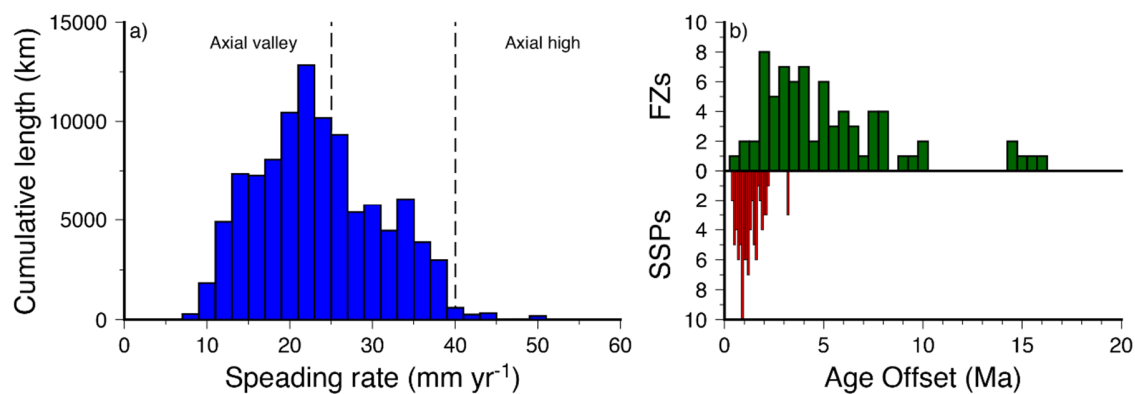 a)
Axial valley
Axial high
15000
10000
5000
0
Cumulative length (km)
0 10 20 30 40 50 60
Speading rate (mm yr-1)
b)
10
8
6
4
2
0
2
4
6
8
10
FZs
SSPs
0 5 10 15 20
Age Offset (Ma)